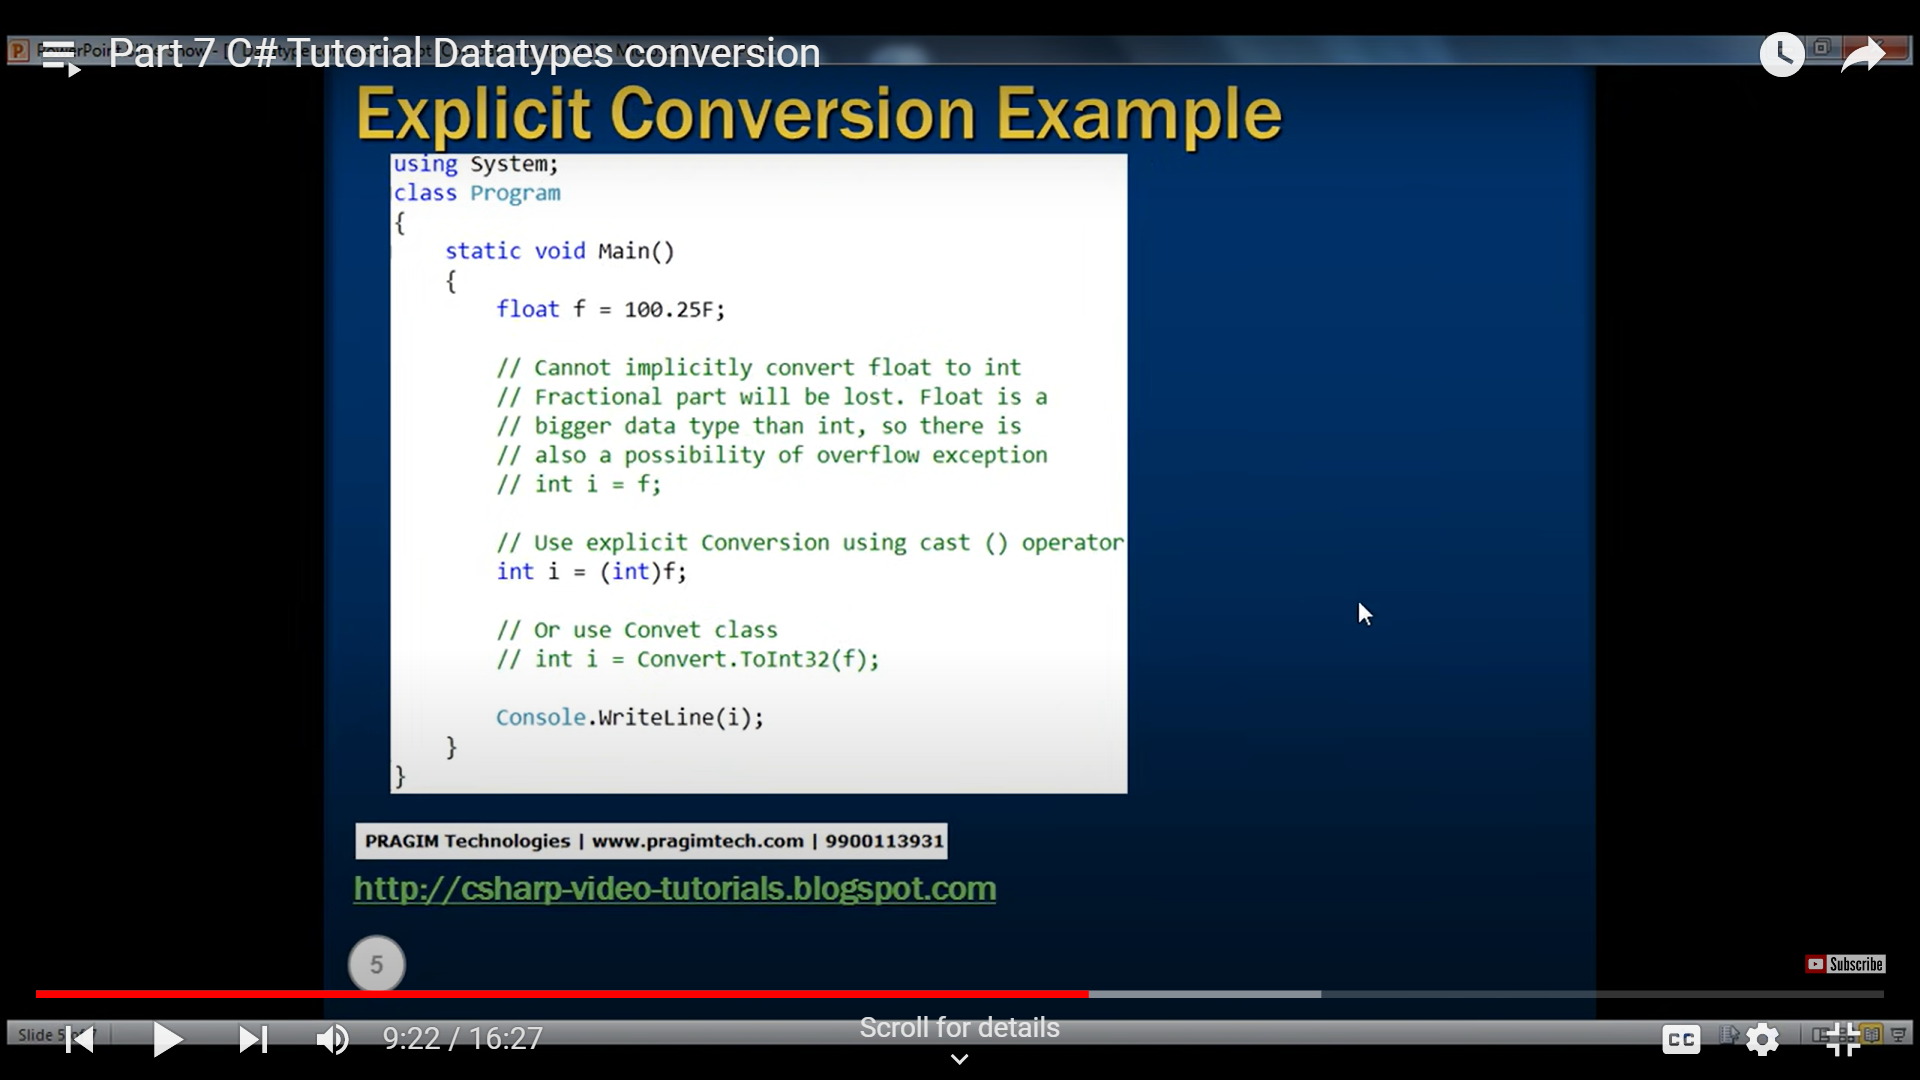 Part 7 C# Tutorial Datatypes conversion
Explicit Conversion Example
using System;
class Program
{
    static void Main()
    {
        float f = 100.25F;

        // Cannot implicitly convert float to int
        // Fractional part will be lost. Float is a
        // bigger data type than int, so there is
        // also a possibility of overflow exception
        // int i = f;

        // Use explicit Conversion using cast () operator
        int i = (int)f;

        // Or use Convet class
        // int i = Convert.ToInt32(f);

        Console.WriteLine(i);
    }
}
PRAGIM Technologies | www.pragimtech.com | 9900113931
http://csharp-video-tutorials.blogspot.com
5
Subscribe
Slide 5
9:22 / 16:27
Scroll for details
CC